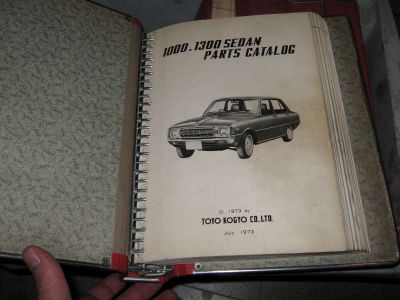 1000.1300 SEDAN
PARTS CATALOG
© 1973 by
TOYO KOGYO CO. LTD.
July. 1973